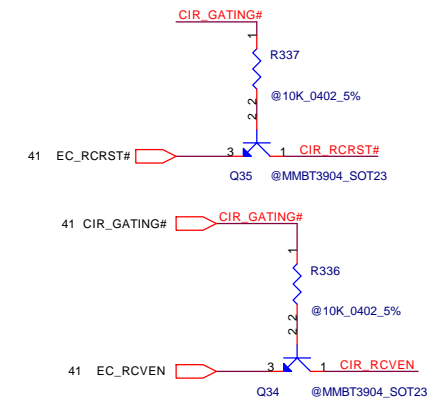 CIR_GATING#
1
R337
@10K_0402_5%
2
2
41 EC_RCRST# 3 1 CIR_RCRST#
Q35 @MMBT3904_SOT23
41 CIR_GATING# CIR_GATING#
1
R336
@10K_0402_5%
2
2
41 EC_RCVEN 3 1 CIR_RCVEN
Q34 @MMBT3904_SOT23